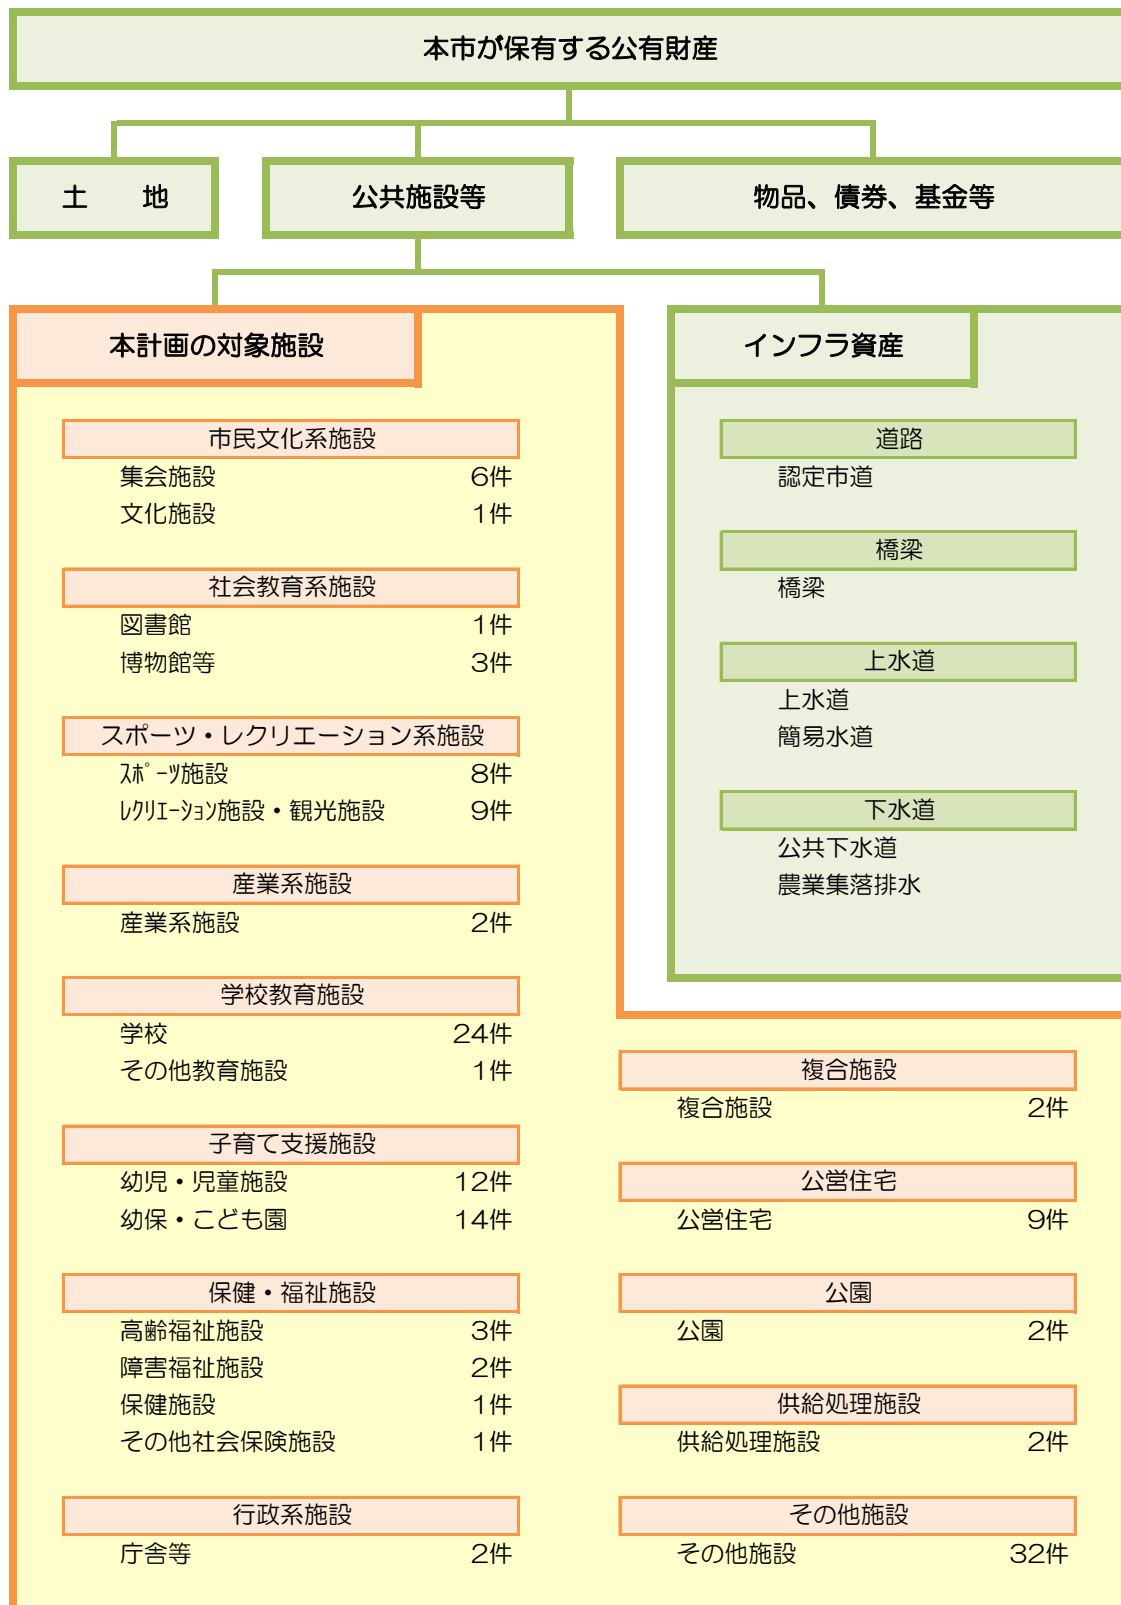 本市が保有する公有財産
土　　地
公共施設等
物品、債券、基金等
本計画の対象施設
市民文化系施設
集会施設 6件
文化施設 1件
社会教育系施設
図書館 1件
博物館等 3件
スポーツ・レクリエーション系施設
ｽﾎﾟｰﾂ施設 8件
ﾚｸﾘｴｰｼｮﾝ施設・観光施設 9件
産業系施設
産業系施設 2件
学校教育施設
学校 24件
その他教育施設 1件
子育て支援施設
幼児・児童施設 12件
幼保・こども園 14件
保健・福祉施設
高齢福祉施設 3件
障害福祉施設 2件
保健施設 1件
その他社会保険施設 1件
行政系施設
庁舎等 2件
インフラ資産
道路
認定市道
橋梁
橋梁
上水道
上水道
簡易水道
下水道
公共下水道
農業集落排水
複合施設
複合施設 2件
公営住宅
公営住宅 9件
公園
公園 2件
供給処理施設
供給処理施設 2件
その他施設
その他施設 32件